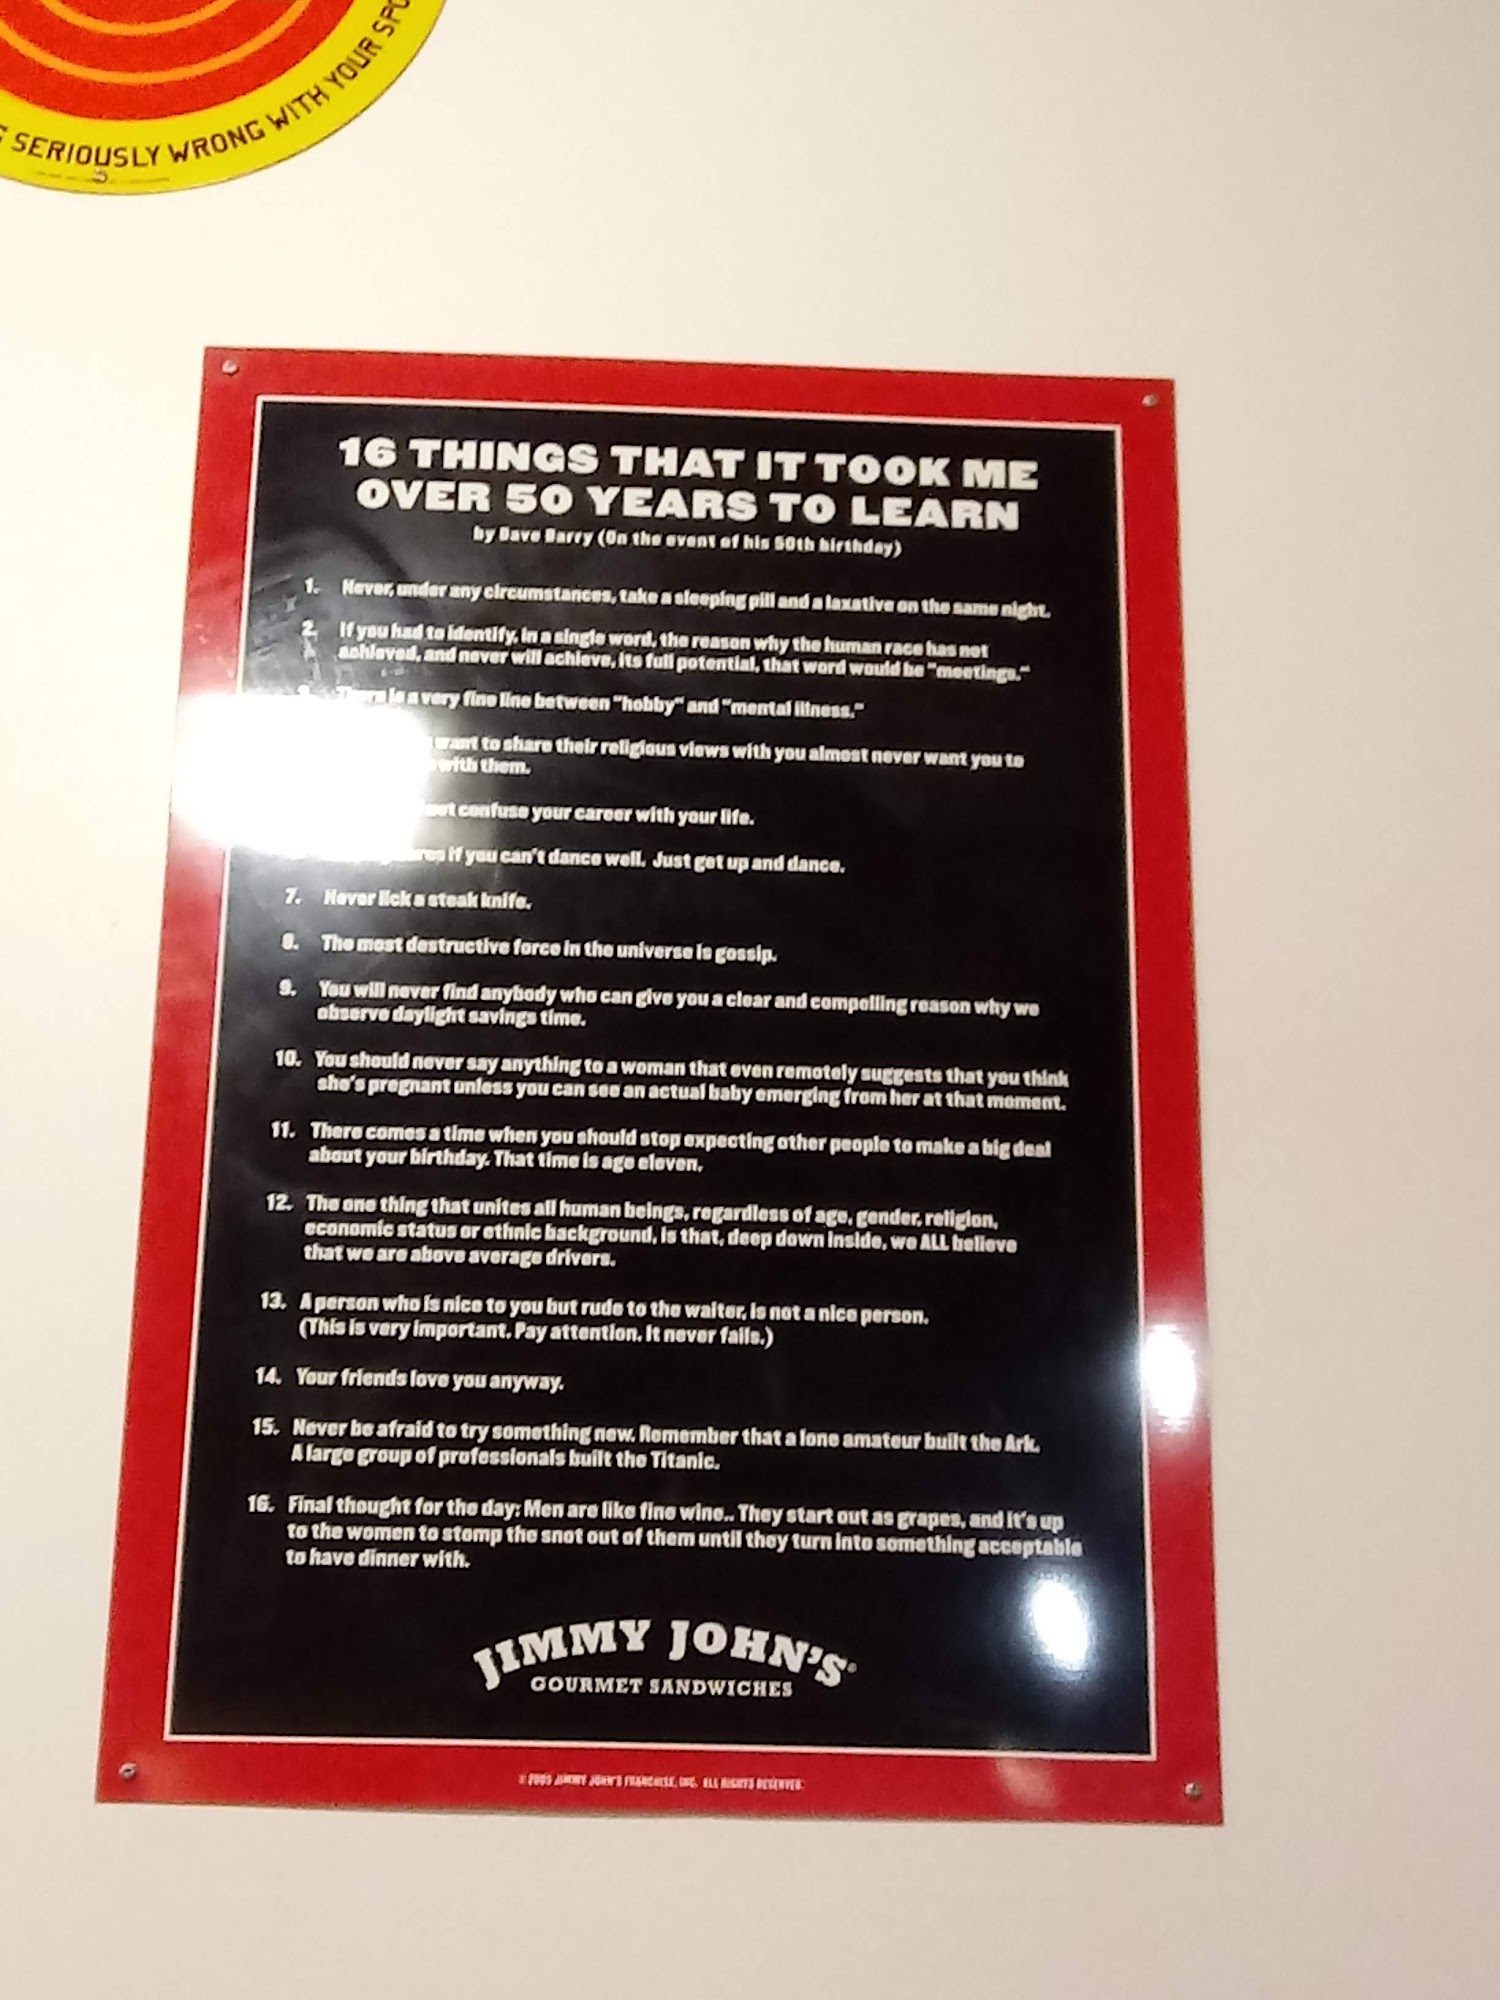 SERIOUSLY WRONG WITH YOUR
16 THINGS THAT IT TOOK ME
OVER 50 YEARS TO LEARN
by Dave Barry (On the event of his 50th birthday)
1. Never, under any circumstances, take a sleeping pill and a laxative on the same night.
2. If you had to identify, in a single word, the reason why the human race has not
achieved, and never will achieve, its full potential, that word would be "meetings."
is a very fine line between "hobby" and "mental illness."
want to share their religious views with you almost never want you to
with them.
not confuse your career with your life.
if you can't dance well. Just get up and dance.
7. Never lick a steak knife.
8. The most destructive force in the universe is gossip.
9. You will never find anybody who can give you a clear and compelling reason why we
observe daylight savings time.
10. You should never say anything to a woman that even remotely suggests that you think
she's pregnant unless you can see an actual baby emerging from her at that moment.
11. There comes a time when you should stop expecting other people to make a big deal
about your birthday. That time is age eleven.
12. The one thing that unites all human beings, regardless of age, gender, religion,
economic status or ethnic background, is that, deep down inside, we ALL believe
that we are above average drivers.
13. A person who is nice to you but rude to the waiter, is not a nice person.
(This is very important. Pay attention. It never fails.)
14. Your friends love you anyway.
15. Never be afraid to try something new. Remember that a lone amateur built the Ark.
A large group of professionals built the Titanic.
16. Final thought for the day: Men are like fine wine.. They start out as grapes, and it's up
to the women to stomp the snot out of them until they turn into something acceptable
to have dinner with.
JIMMY JOHN'S®
GOURMET SANDWICHES
JIMMY JOHN'S FRANCHISE, INC. ALL RIGHTS RESERVED